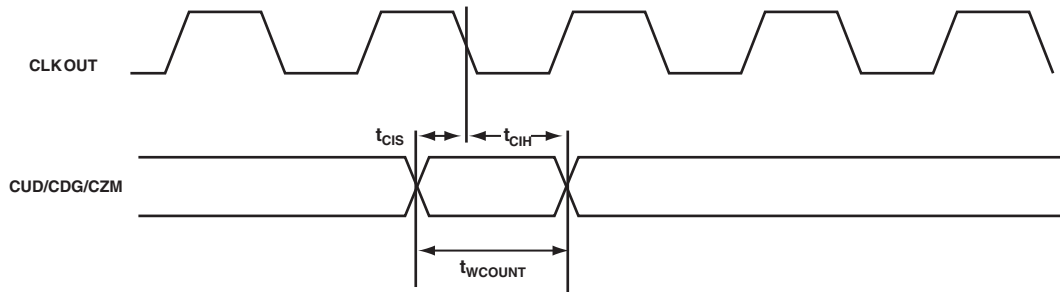 CLKOUT
tCIS
tCIH
CUD/CDG/CZM
tWCOUNT